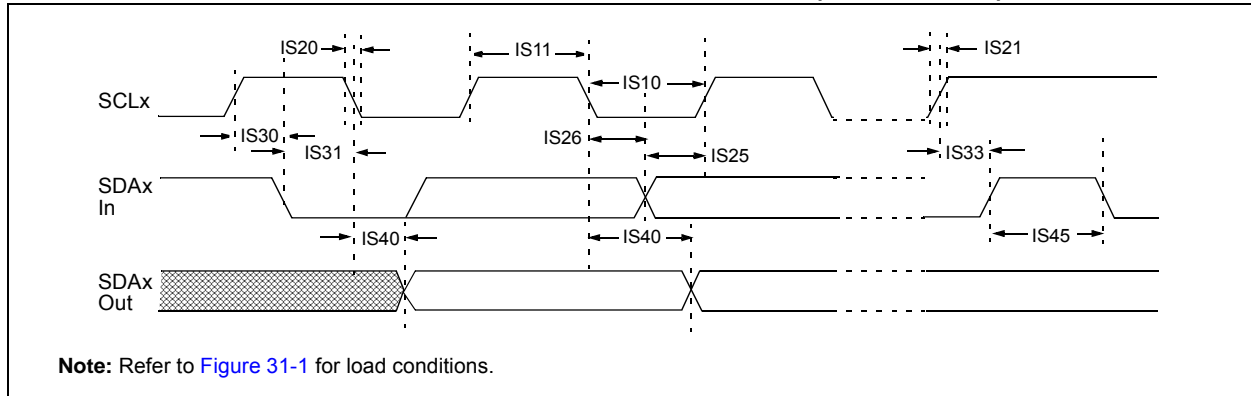 IS20
IS11
IS21
IS10
SCLx
IS30
IS31
IS26
IS25
IS33
SDAx
In
IS40
IS40
IS45
SDAx
Out
Note: Refer to Figure 31-1 for load conditions.